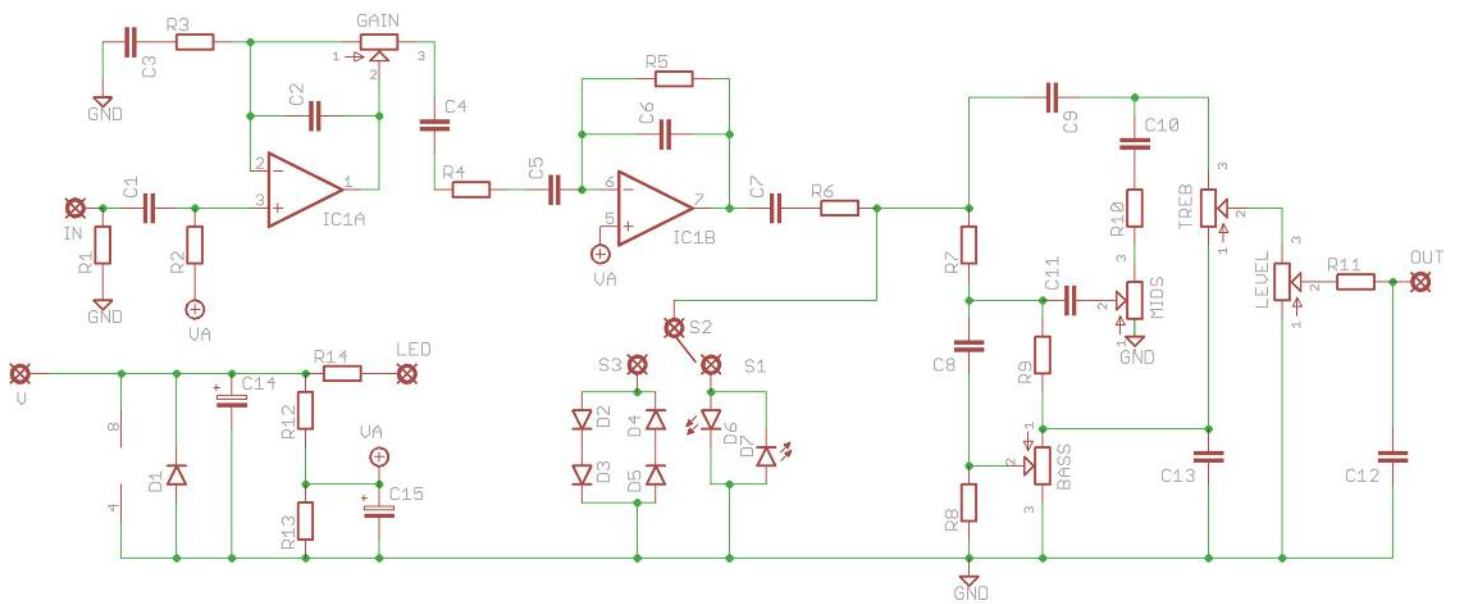 GAIN
R3
1
3
2
C3
GND
C2
C4
R5
C6
C9
C10
2
3
1
IC1A
C1
IN
R1
R2
GND
VA
R4
C5
6
5
7
IC1B
VA
C7
R6
R7
R10
3
TREB
2
1
3
LEVEL
2
1
R11
OUT
C11
3
2
1
MIDS
GND
S2
S3
S1
C8
R9
V
R14
LED
C14
+
8
R12
VA
D1
4
+
C15
R13
D2
D4
D6
D7
D3
D5
1
2
BASS
3
C13
C12
R8
GND